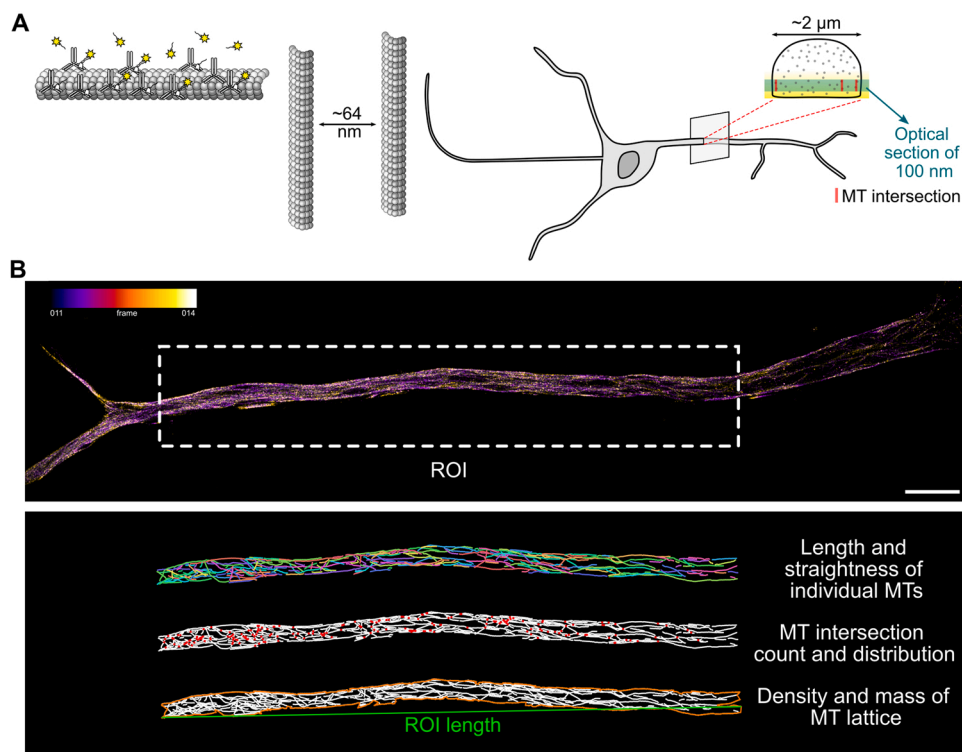 A
~64
nm
~2 µm
Optical
section of
100 nm
MT intersection
B
011 frame 014
ROI
Length and
straightness of
individual MTs
MT intersection
count and distribution
Density and mass of
MT lattice
ROI length